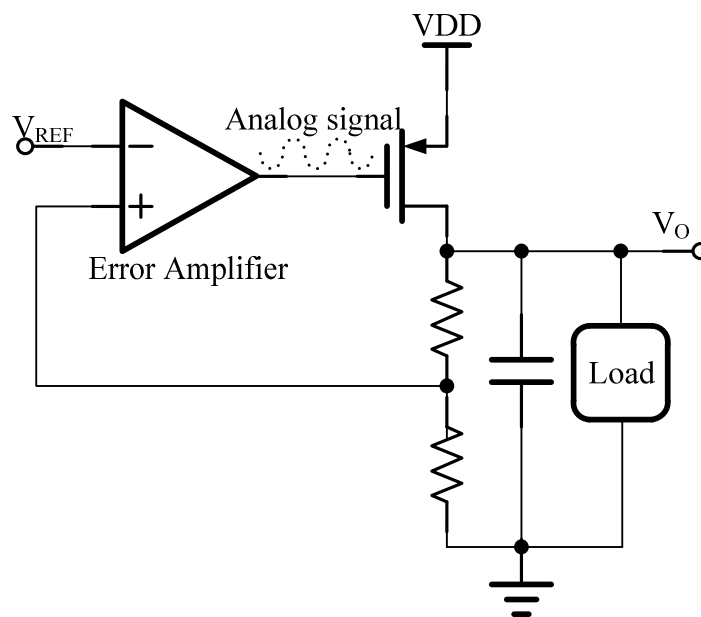 VDD
VREF
Analog signal
−
+
Error Amplifier
VO
Load